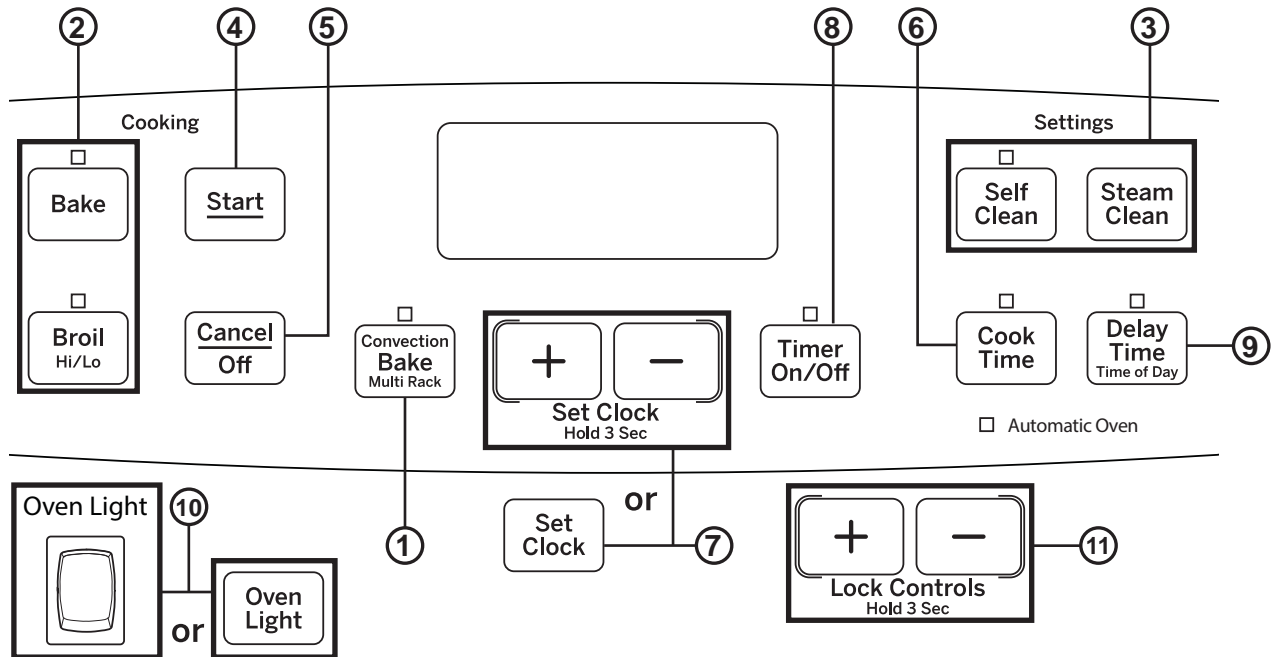 2
4
5
8
6
3
Cooking
Settings
Bake
Start
Self
Clean
Steam
Clean
Broil
Hi/Lo
Cancel
Off
Convection
Bake
Multi Rack
+
−
Set Clock
Hold 3 Sec
Timer
On/Off
Cook
Time
Delay
Time
Time of Day
9
Automatic Oven
Oven Light
10
or
Oven
Light
1
Set
Clock
or
7
+
−
Lock Controls
Hold 3 Sec
11